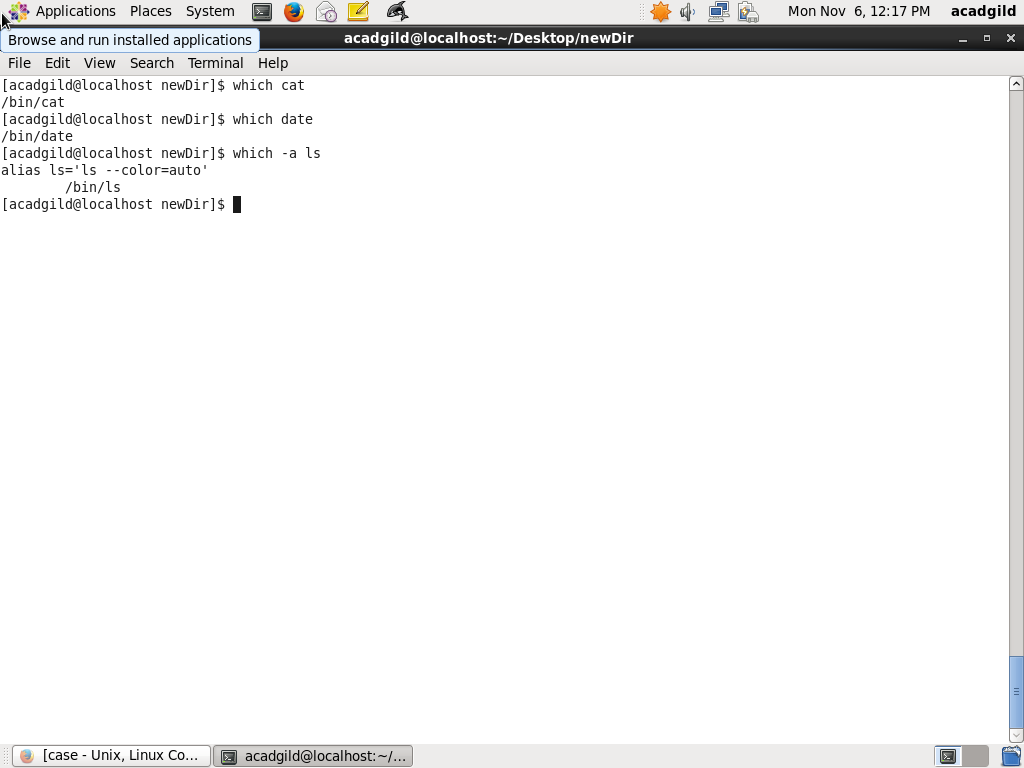 Applications Places System Mon Nov  6, 12:17 PM acadgild
Browse and run installed applications
acadgild@localhost:~/Desktop/newDir
File Edit View Search Terminal Help
[acadgild@localhost newDir]$ which cat
/bin/cat
[acadgild@localhost newDir]$ which date
/bin/date
[acadgild@localhost newDir]$ which -a ls
alias ls='ls --color=auto'
        /bin/ls
[acadgild@localhost newDir]$
[case - Unix, Linux Co... acadgild@localhost:~/...